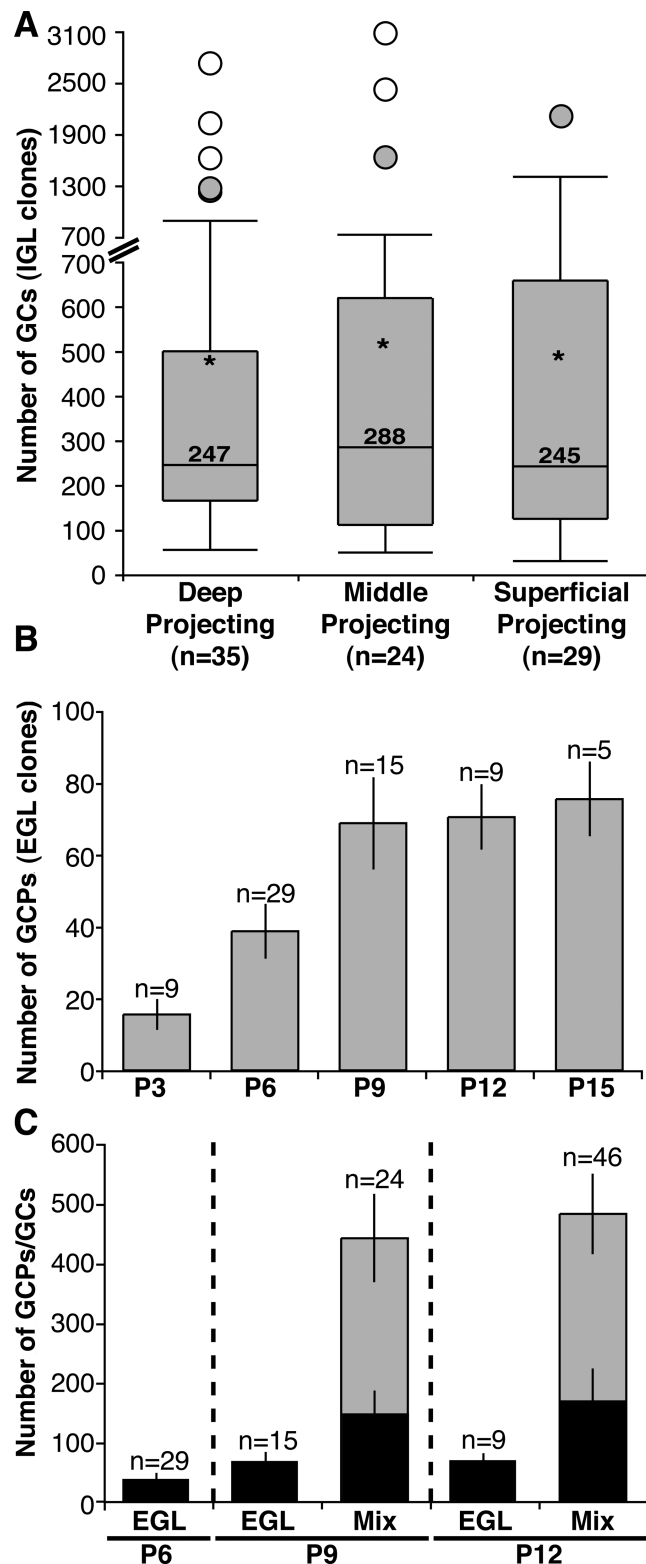 A
Number of GCs (IGL clones)
3100
2500
1900
1300
700
700
600
500
400
300
200
100
0
*
*
*
247
288
245
Deep Projecting (n=35)
Middle Projecting (n=24)
Superficial Projecting (n=29)
B
Number of GCPs (EGL clones)
100
80
60
40
20
0
n=9
n=29
n=15
n=9
n=5
P3 P6 P9 P12 P15
C
Number of GCPs/GCs
600
500
400
300
200
100
0
n=29
n=15
n=24
n=9
n=46
EGL EGL Mix EGL Mix
P6 P9 P12